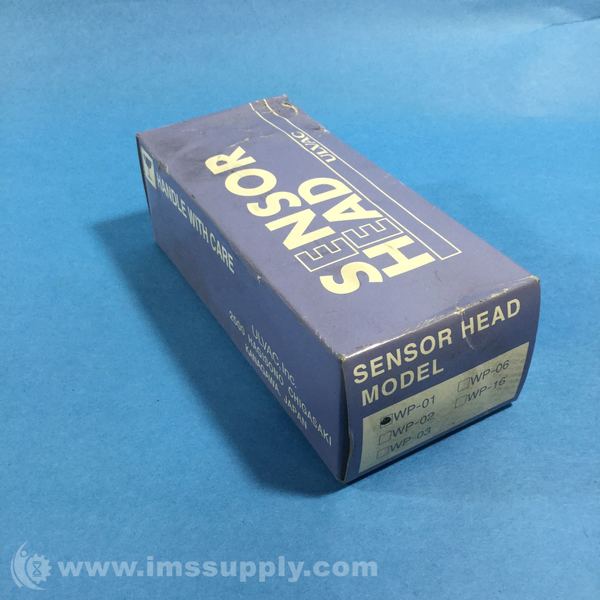 SENSOR
HEAD
ULVAC
HANDLE WITH CARE
ULVAC, Inc.
2500 HAGISONO CHIGASAKI
KANAGAWA JAPAN
SENSOR HEAD
MODEL
WP-01
WP-06
WP-02
WP-16
WP-03
www.imssupply.com